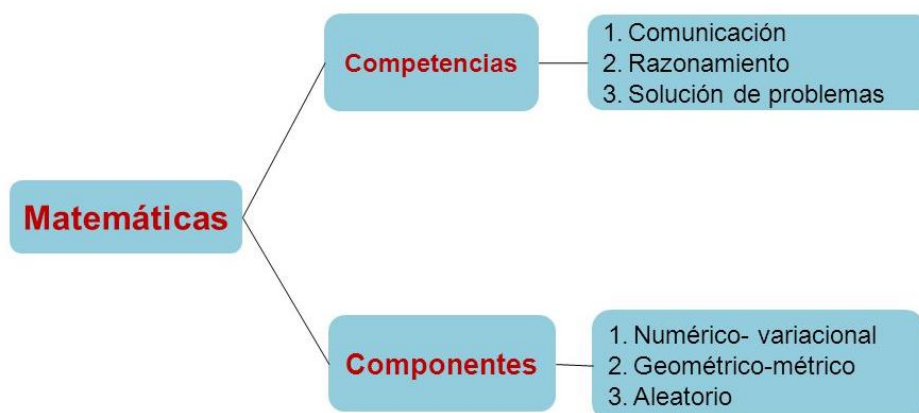 Matemáticas
Competencias
1. Comunicación
2. Razonamiento
3. Solución de problemas
Componentes
1. Numérico- variacional
2. Geométrico-métrico
3. Aleatorio